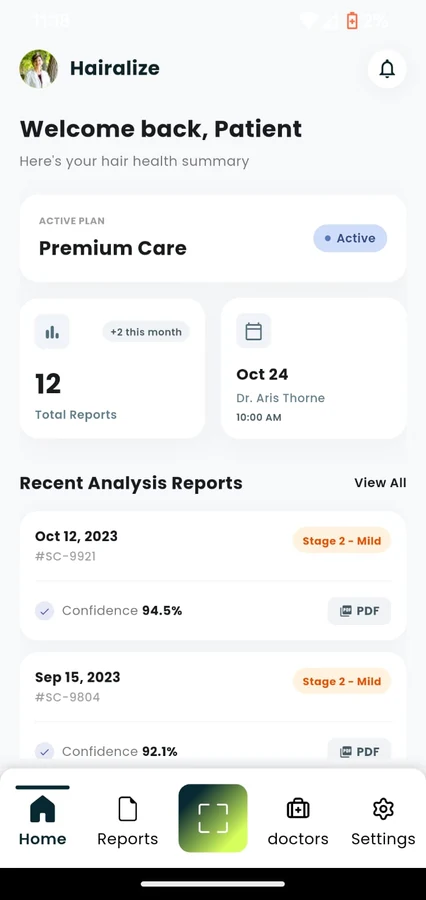 Hairalize
Welcome back, Patient
Here's your hair health summary
ACTIVE PLAN
Premium Care
Active
+2 this month
12
Total Reports
Oct 24
Dr. Aris Thorne
10:00 AM
Recent Analysis Reports
View All
Oct 12, 2023
#SC-9921
Stage 2 - Mild
Confidence 94.5%
PDF
Sep 15, 2023
#SC-9804
Stage 2 - Mild
Confidence 92.1%
PDF
Home
Reports
doctors
Settings